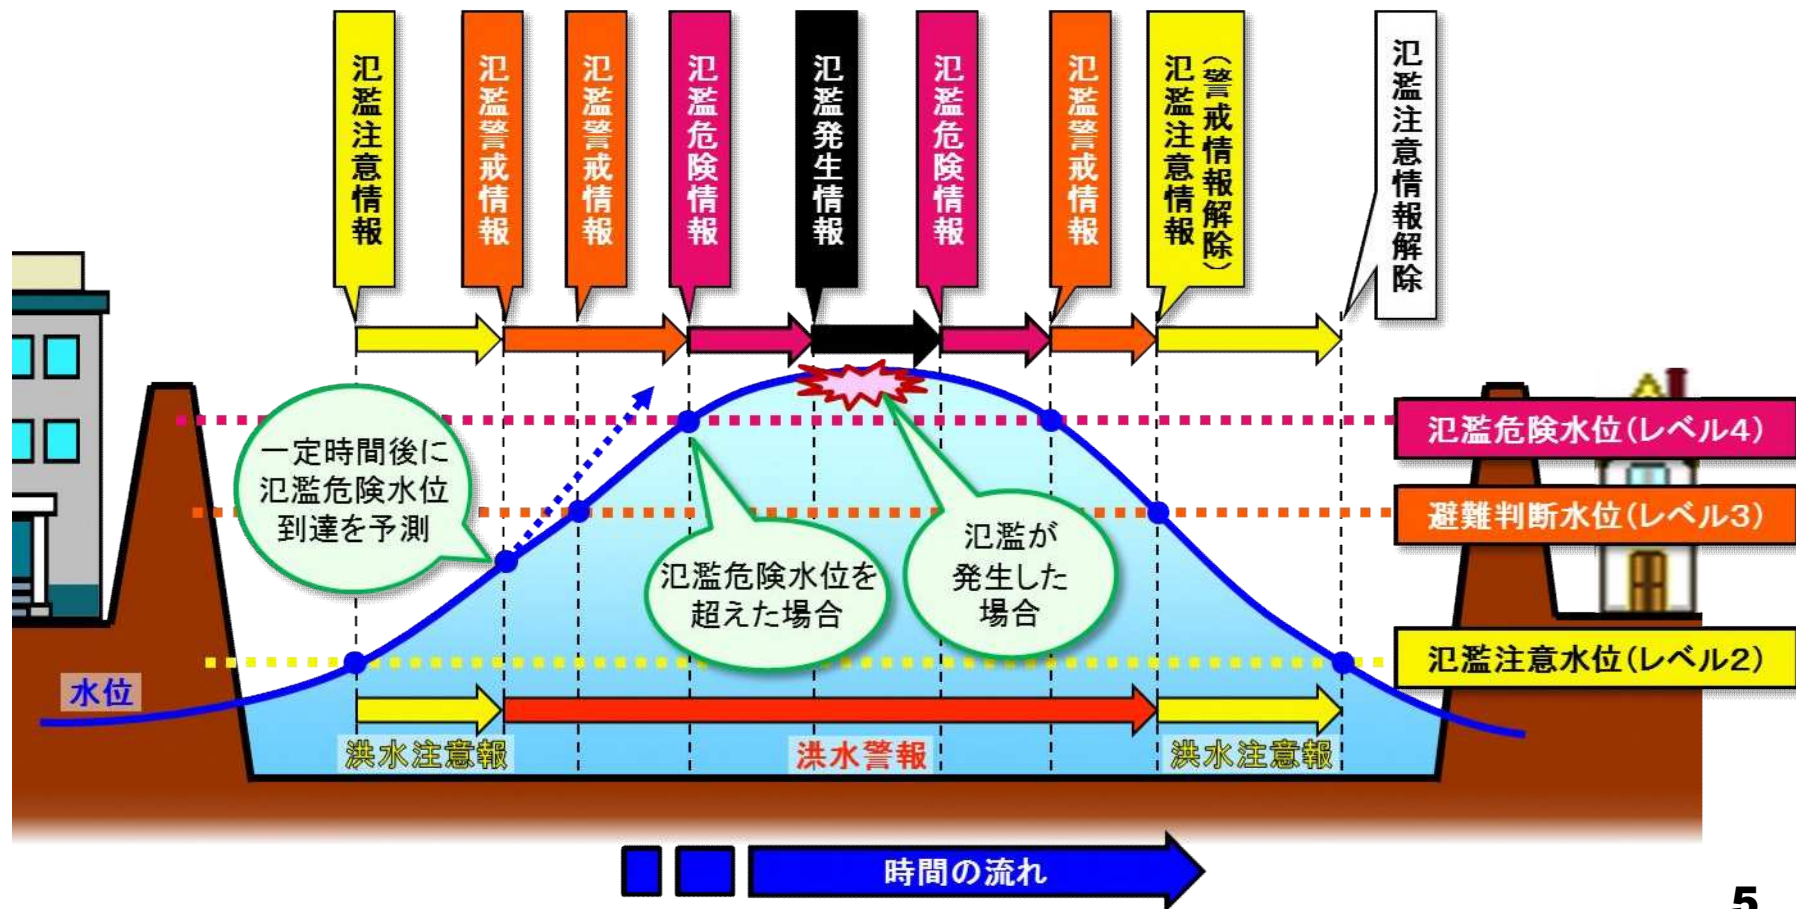 氾濫注意情報
氾濫警戒情報
氾濫警戒情報
氾濫危険情報
氾濫発生情報
氾濫危険情報
氾濫警戒情報
(警戒情報解除)
氾濫注意情報
氾濫注意情報解除
一定時間後に
氾濫危険水位
到達を予測
氾濫危険水位を
超えた場合
氾濫が
発生した
場合
氾濫危険水位(レベル4)
避難判断水位(レベル3)
氾濫注意水位(レベル2)
水位
洪水注意報
洪水警報
洪水注意報
時間の流れ
5